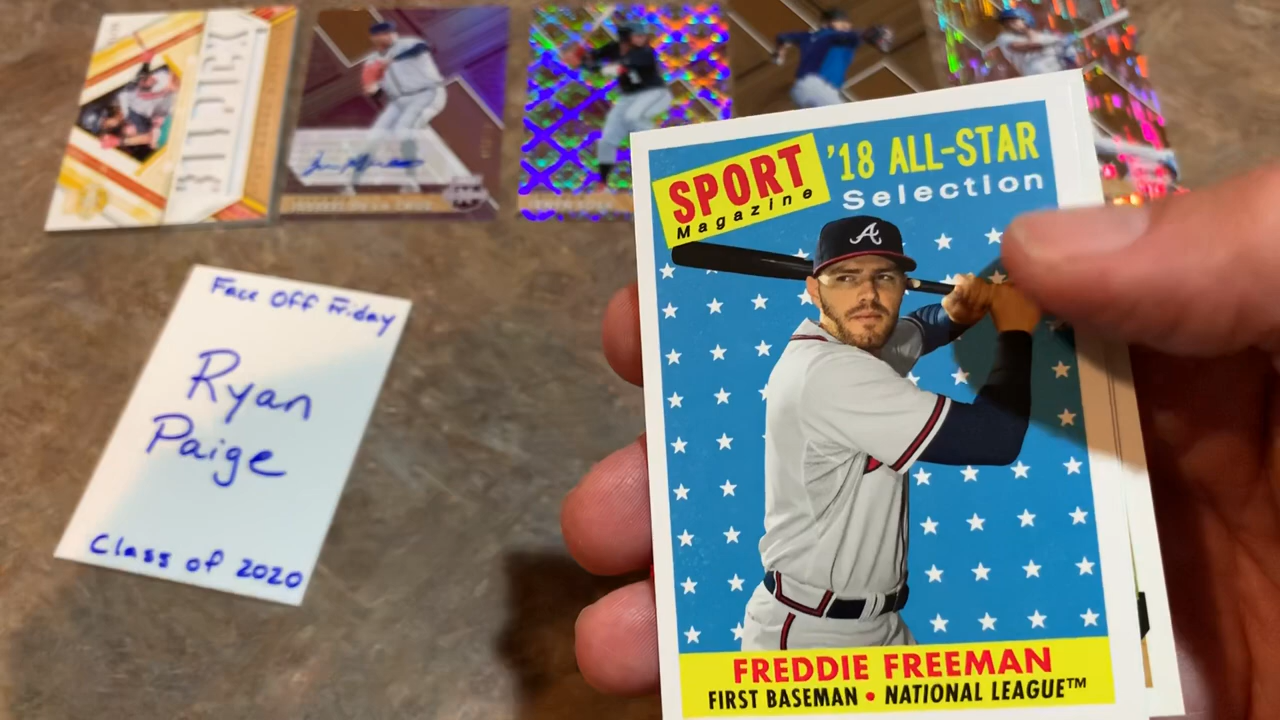 SPORT
Magazine
'18 ALL-STAR
Selection
A
FREDDIE FREEMAN
FIRST BASEMAN • NATIONAL LEAGUE™
Face Off Friday
Ryan
Paige
Class of 2020